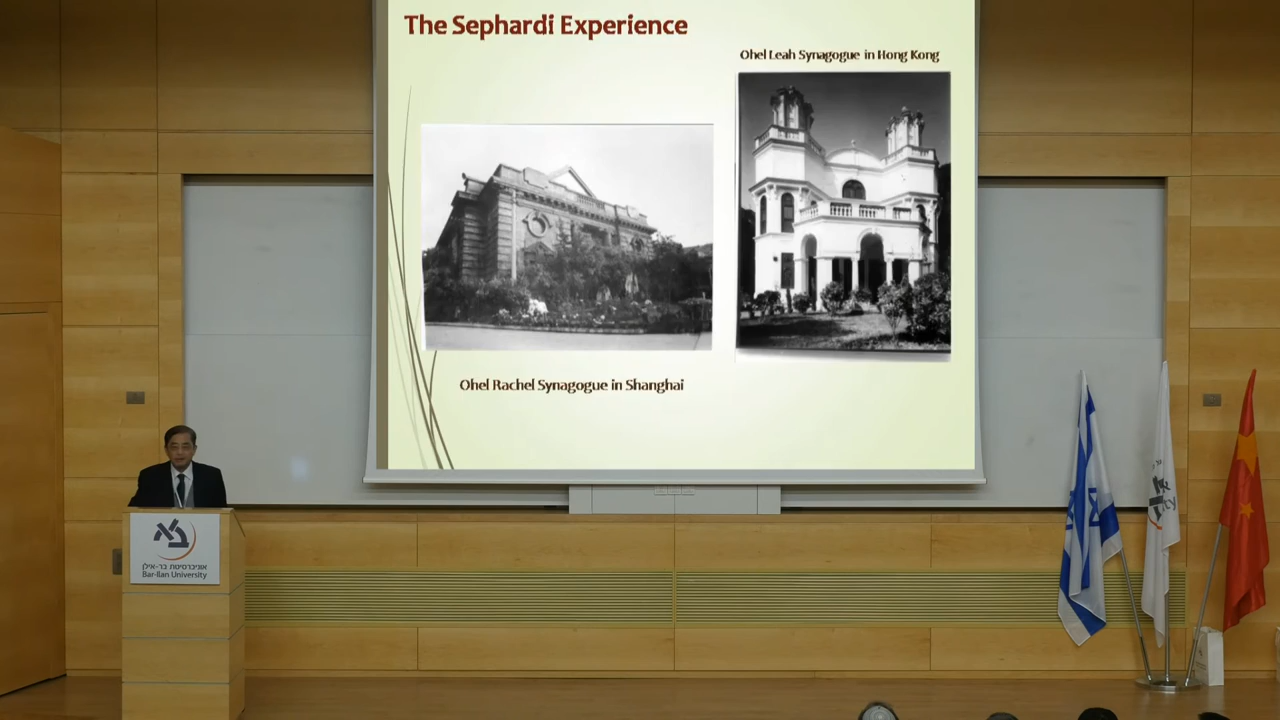 The Sephardi Experience
Ohel Leah Synagogue in Hong Kong
Ohel Rachel Synagogue in Shanghai
אוניברסיטת בר-אילן
Bar-Ilan University